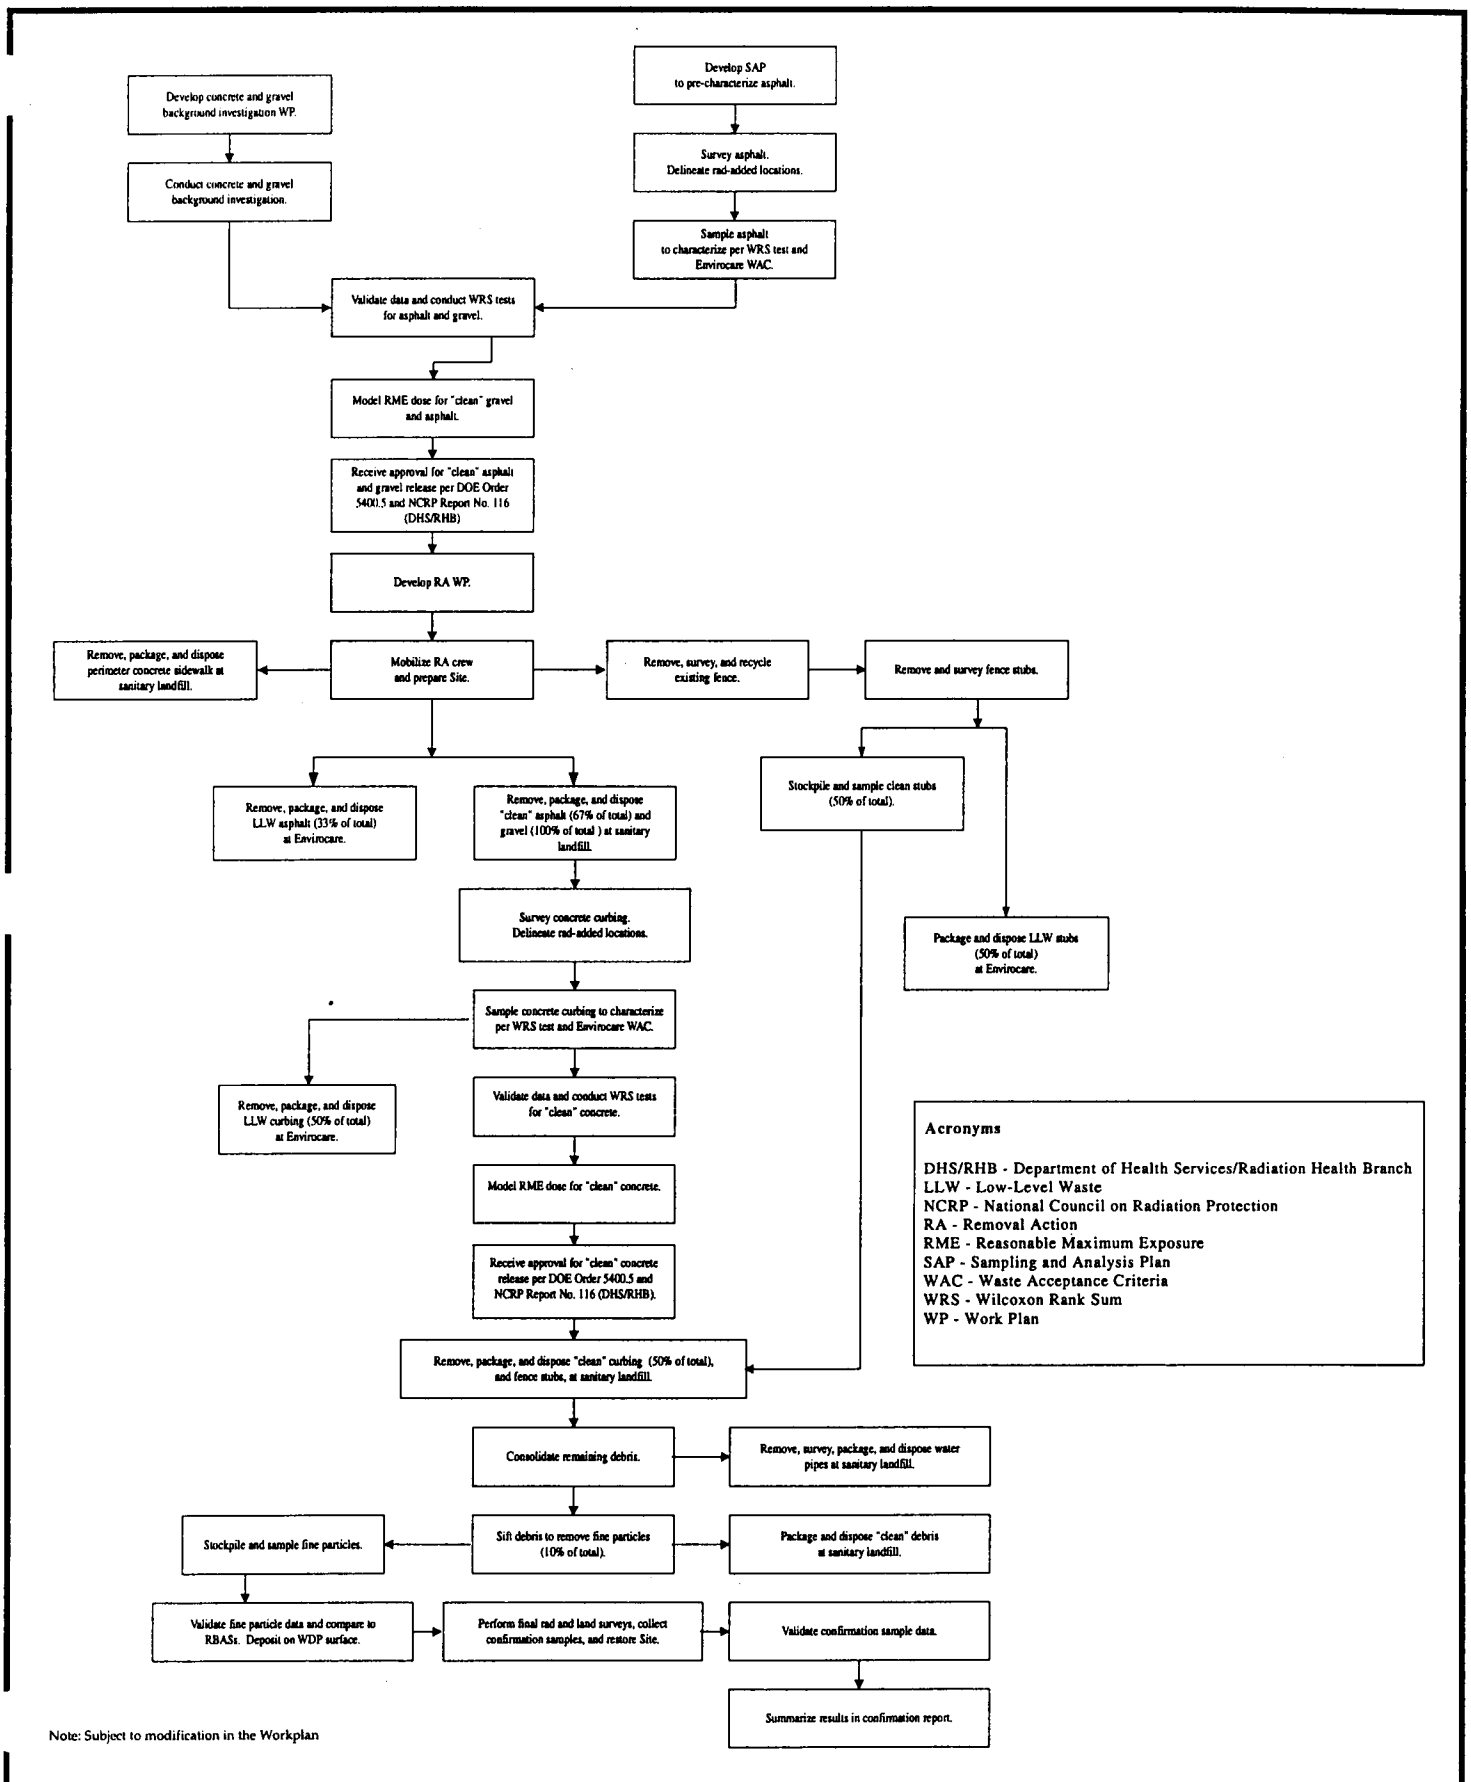 Develop SAP
to pre-characterize asphalt.
Develop concrete and gravel
background investigation WP.
Survey asphalt.
Delineate rad-added locations.
Conduct concrete and gravel
background investigation.
Sample asphalt
to characterize per WRS test and
Envirocare WAC.
Validate data and conduct WRS tests
for asphalt and gravel.
Model RME dose for "clean" gravel
and asphalt.
Receive approval for "clean" asphalt
and gravel release per DOE Order
5400.5 and NCRP Report No. 116
(DHS/RHB)
Develop RA WP.
Remove, package, and dispose
perimeter concrete sidewalk at
sanitary landfill.
Mobilize RA crew
and prepare Site.
Remove, survey, and recycle
existing fence.
Remove and survey fence stubs.
Stockpile and sample clean stubs
(50% of total).
Remove, package, and dispose
LLW asphalt (33% of total)
at Envirocare.
Remove, package, and dispose
"clean" asphalt (67% of total) and
gravel (100% of total ) at sanitary
landfill.
Survey concrete curbing.
Delineate rad-added locations.
Package and dispose LLW stubs
(50% of total)
at Envirocare.
Sample concrete curbing to characterize
per WRS test and Envirocare WAC.
Remove, package, and dispose
LLW curbing (50% of total)
at Envirocare.
Validate data and conduct WRS tests
for "clean" concrete.
Model RME dose for "clean" concrete.
Receive approval for "clean" concrete
release per DOE Order 5400.5 and
NCRP Report No. 116 (DHS/RHB).
Acronyms
DHS/RHB - Department of Health Services/Radiation Health Branch
LLW - Low-Level Waste
NCRP - National Council on Radiation Protection
RA - Removal Action
RME - Reasonable Maximum Exposure
SAP - Sampling and Analysis Plan
WAC - Waste Acceptance Criteria
WRS - Wilcoxon Rank Sum
WP - Work Plan
Remove, package, and dispose "clean" curbing (50% of total),
and fence stubs, at sanitary landfill.
Consolidate remaining debris.
Remove, survey, package, and dispose water
pipes at sanitary landfill.
Stockpile and sample fine particles.
Sift debris to remove fine particles
(10% of total).
Package and dispose "clean" debris
at sanitary landfill.
Validate fine particle data and compare to
RBASs. Deposit on WDP surface.
Perform final rad and land surveys, collect
confirmation samples, and restore Site.
Validate confirmation sample data.
Summarize results in confirmation report.
Note: Subject to modification in the Workplan